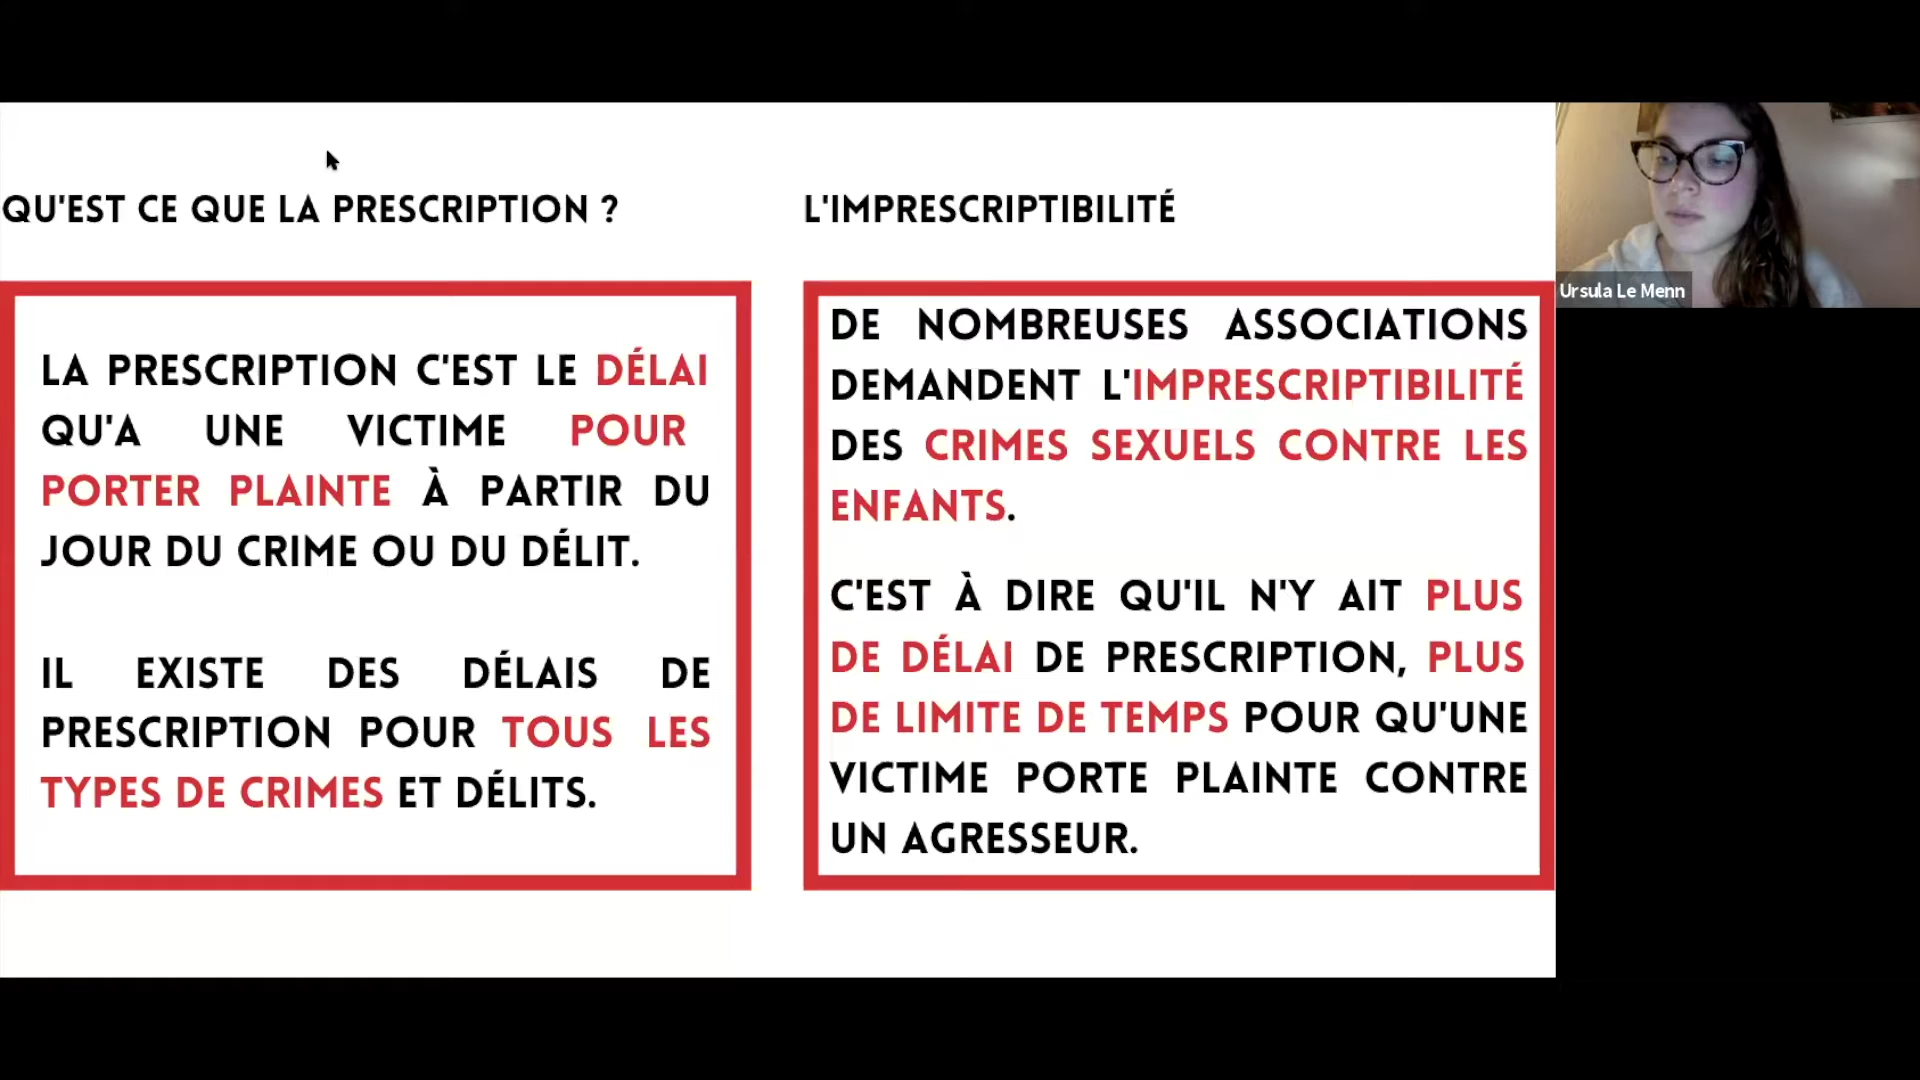 QU'EST CE QUE LA PRESCRIPTION ?
LA PRESCRIPTION C'EST LE DÉLAI
QU'A UNE VICTIME POUR
PORTER PLAINTE À PARTIR DU
JOUR DU CRIME OU DU DÉLIT.
IL EXISTE DES DÉLAIS DE
PRESCRIPTION POUR TOUS LES
TYPES DE CRIMES ET DÉLITS.
L'IMPRESCRIPTIBILITÉ
DE NOMBREUSES ASSOCIATIONS
DEMANDENT L'IMPRESCRIPTIBILITÉ
DES CRIMES SEXUELS CONTRE LES
ENFANTS.
C'EST À DIRE QU'IL N'Y AIT PLUS
DE DÉLAI DE PRESCRIPTION, PLUS
DE LIMITE DE TEMPS POUR QU'UNE
VICTIME PORTE PLAINTE CONTRE
UN AGRESSEUR.
Ursula Le Menn